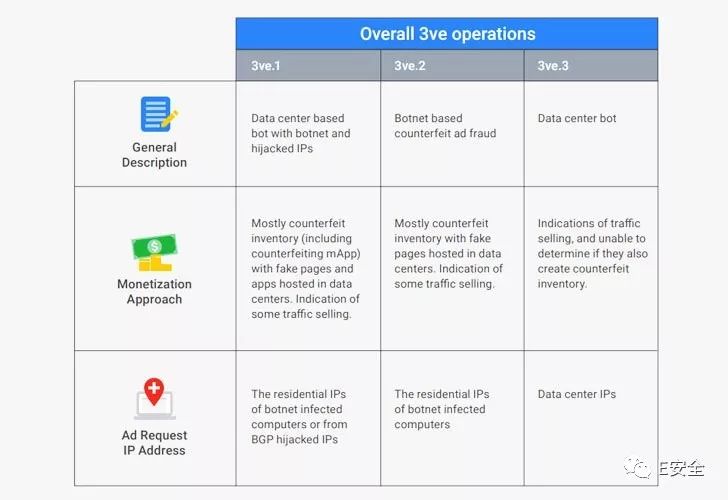 Overall 3ve operations
3ve.1
3ve.2
3ve.3
General
Description
Data center based
bot with botnet and
hijacked IPs
Botnet based
counterfeit ad fraud
Data center bot
Monetization
Approach
Mostly counterfeit
inventory (including
counterfeiting mApp)
with fake pages and
apps hosted in data
centers. Indication of
some traffic selling.
Mostly counterfeit
inventory with fake
pages hosted in data
centers. Indication of
some traffic selling.
Indications of traffic
selling, and unable to
determine if they also
create counterfeit
inventory.
Ad Request
IP Address
The residential IPs
of botnet infected
computers or from
BGP hijacked IPs
The residential IPs
of botnet infected
computers
Data center IPs
E安全